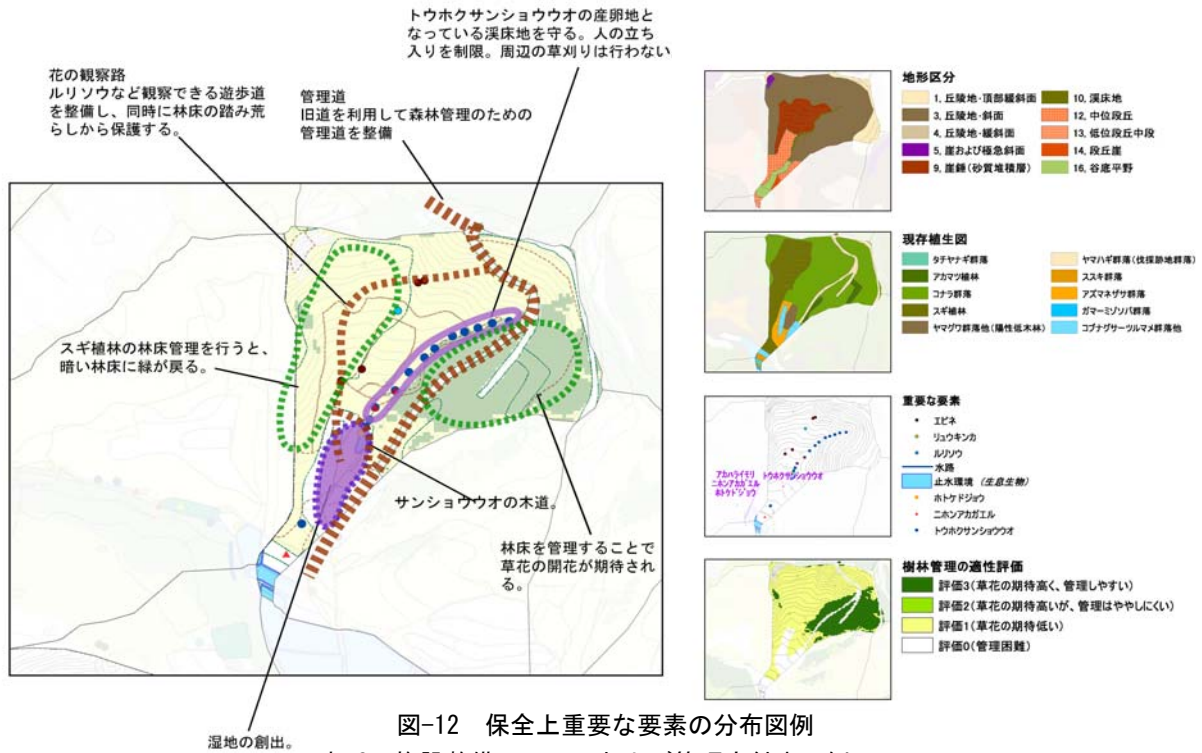 トウホクサンショウウオの産卵地と
なっている渓床地を守る。人の立ち
入りを制限。周辺の草刈りは行わない
花の観察路
ルリソウなど観察できる遊歩道
を整備し、同時に林床の踏み荒
らしから保護する。
管理道
旧道を利用して森林管理のための
管理道を整備
スギ植林の林床管理を行うと、
暗い林床に緑が戻る。
サンショウウオの木道。
林床を管理することで
草花の開花が期待され
る。
湿地の創出。
地形区分
1, 丘陵地・頂部緩斜面
3, 丘陵地・斜面
4, 丘陵地・緩斜面
5, 崖および極急斜面
9, 崖錘（砂質堆積層）
10, 渓床地
12, 中位段丘
13, 低位段丘中段
14, 段丘崖
16, 谷底平野
現存植生図
タチヤナギ群落
アカマツ植林
コナラ群落
スギ植林
ヤマグワ群落他（陽性低木林）
ヤマハギ群落（伐採跡地群落）
ススキ群落
アズマネザサ群落
ガマーミゾソバ群落
コブナグサーツルマメ群落他
重要な要素
エビネ
リュウキンカ
ルリソウ
水路
止水環境 （生息生物）
ホトケドジョウ
ニホンアカガエル
トウホクサンショウウオ
アカハライモリ
ニホンアカガエル
ホトケドジョウ
トウホクサンショウウオ
樹林管理の適性評価
評価3（草花の期待高く、管理しやすい）
評価2（草花の期待高いが、管理はややしにくい）
評価1（草花の期待低い）
評価0（管理困難）
図-12 保全上重要な要素の分布図例